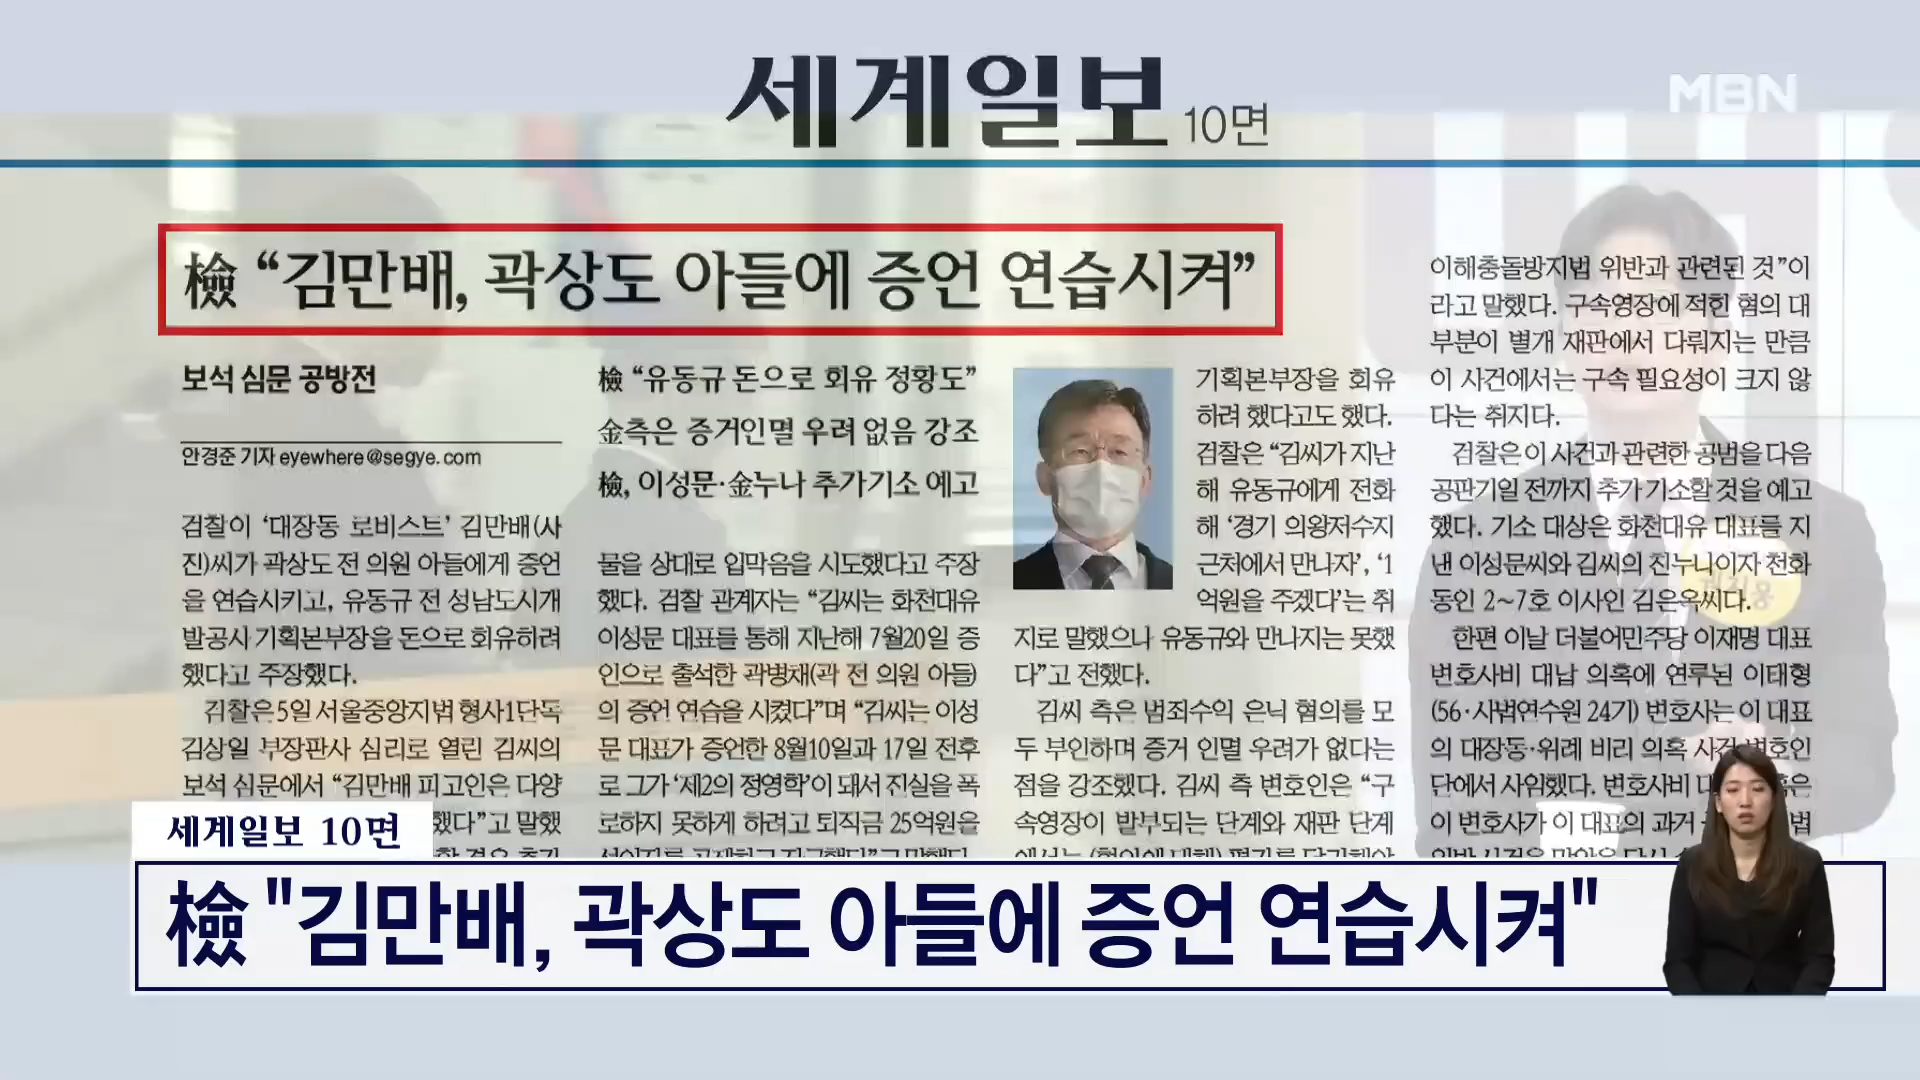 세계일보 10면
MBN
檢 “김만배, 곽상도 아들에 증언 연습시켜”
보석 심문 공방전
안경준 기자 eyewhere@segye.com
검찰이 ‘대장동 로비스트’ 김만배(사
진)씨가 곽상도 전 의원 아들에게 증언
을 연습시키고, 유동규 전 성남도시개
발공사 기획본부장을 돈으로 회유하려
했다고 주장했다.
검찰은 5일 서울중앙지법 형사1단독
김상일 부장판사 심리로 열린 김씨의
보석 심문에서 “김만배 피고인은 다양
했다”고 말했
檢 “유동규 돈으로 회유 정황도”
金측은 증거인멸 우려 없음 강조
檢, 이성문·金누나 추가기소 예고
물을 상대로 입막음을 시도했다고 주장
했다. 검찰 관계자는 “김씨는 화천대유
이성문 대표를 통해 지난해 7월20일 증
인으로 출석한 곽병채(곽 전 의원 아들)
의 증언 연습을 시켰다”며 “김씨는 이성
문 대표가 증언한 8월10일과 17일 전후
로 그가 ‘제2의 정영학’이 돼서 진실을 폭
로하지 못하게 하려고 퇴직금 25억원을
기획본부장을 회유
하려 했다고도 했다.
검찰은 “김씨가 지난
해 유동규에게 전화
해 ‘경기 의왕저수지
근처에서 만나자’, ‘1
억원을 주겠다’는 취
지로 말했으나 유동규와 만나지는 못했
다”고 전했다.
김씨 측은 범죄수익 은닉 혐의를 모
두 부인하며 증거 인멸 우려가 없다는
점을 강조했다. 김씨 측 변호인은 “구
속영장이 발부되는 단계와 재판 단계
이해충돌방지법 위반과 관련된 것”이
라고 말했다. 구속영장에 적힌 혐의 대
부분이 별개 재판에서 다뤄지는 만큼
이 사건에서는 구속 필요성이 크지 않
다는 취지다.
검찰은 이 사건과 관련한 공범을 다음
공판기일 전까지 추가 기소할 것을 예고
했다. 기소 대상은 화천대유 대표를 지
낸 이성문씨와 김씨의 친누나이자 천화
동인 2~7호 이사인 김은옥씨다.
한편 이날 더불어민주당 이재명 대표
변호사비 대납 의혹에 연루된 이태형
(56·사법연수원 24기) 변호사는 이 대표
의 대장동·위례 비리 의혹 사건 변호인
단에서 사임했다. 변호사비
이 변호사가 이 대표의 과거
세계일보 10면
檢 "김만배, 곽상도 아들에 증언 연습시켜"